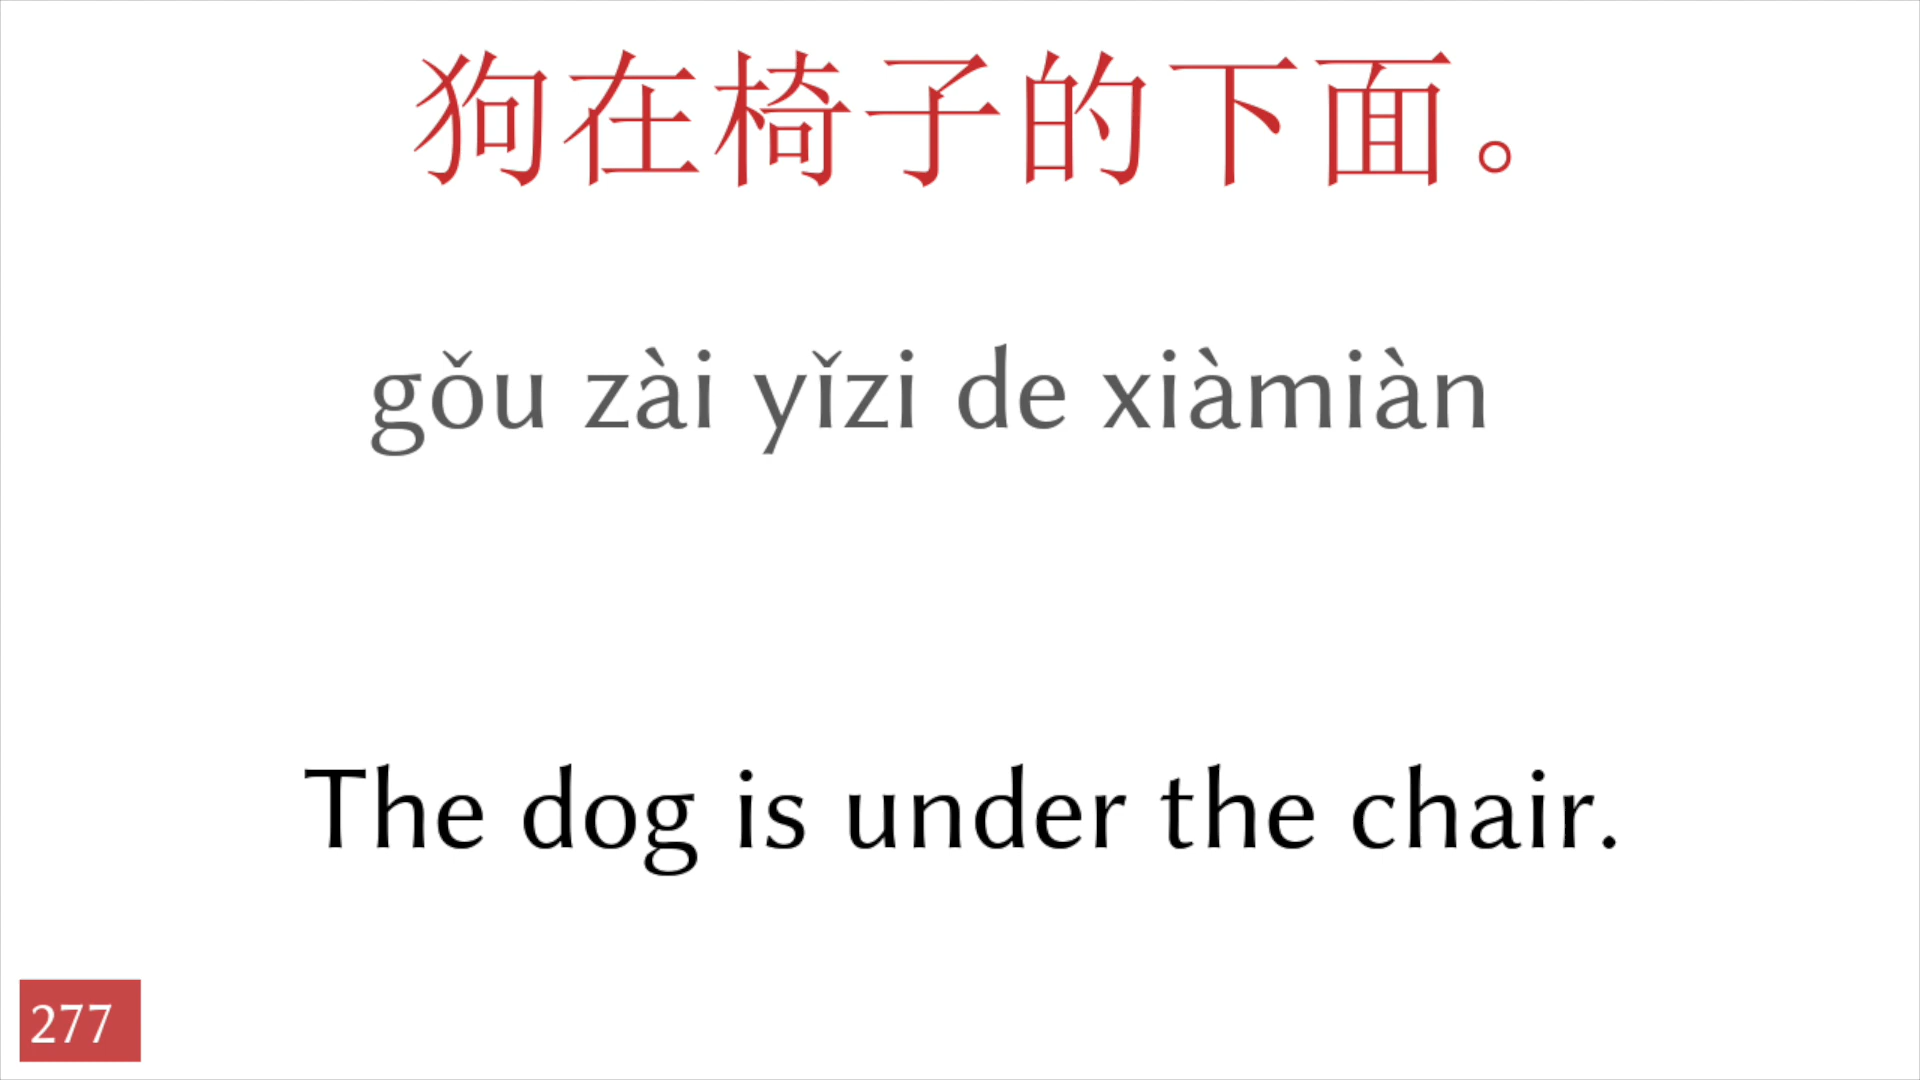 狗在椅子的下面。
gǒu zài yǐzi de xiàmiàn
The dog is under the chair.
277